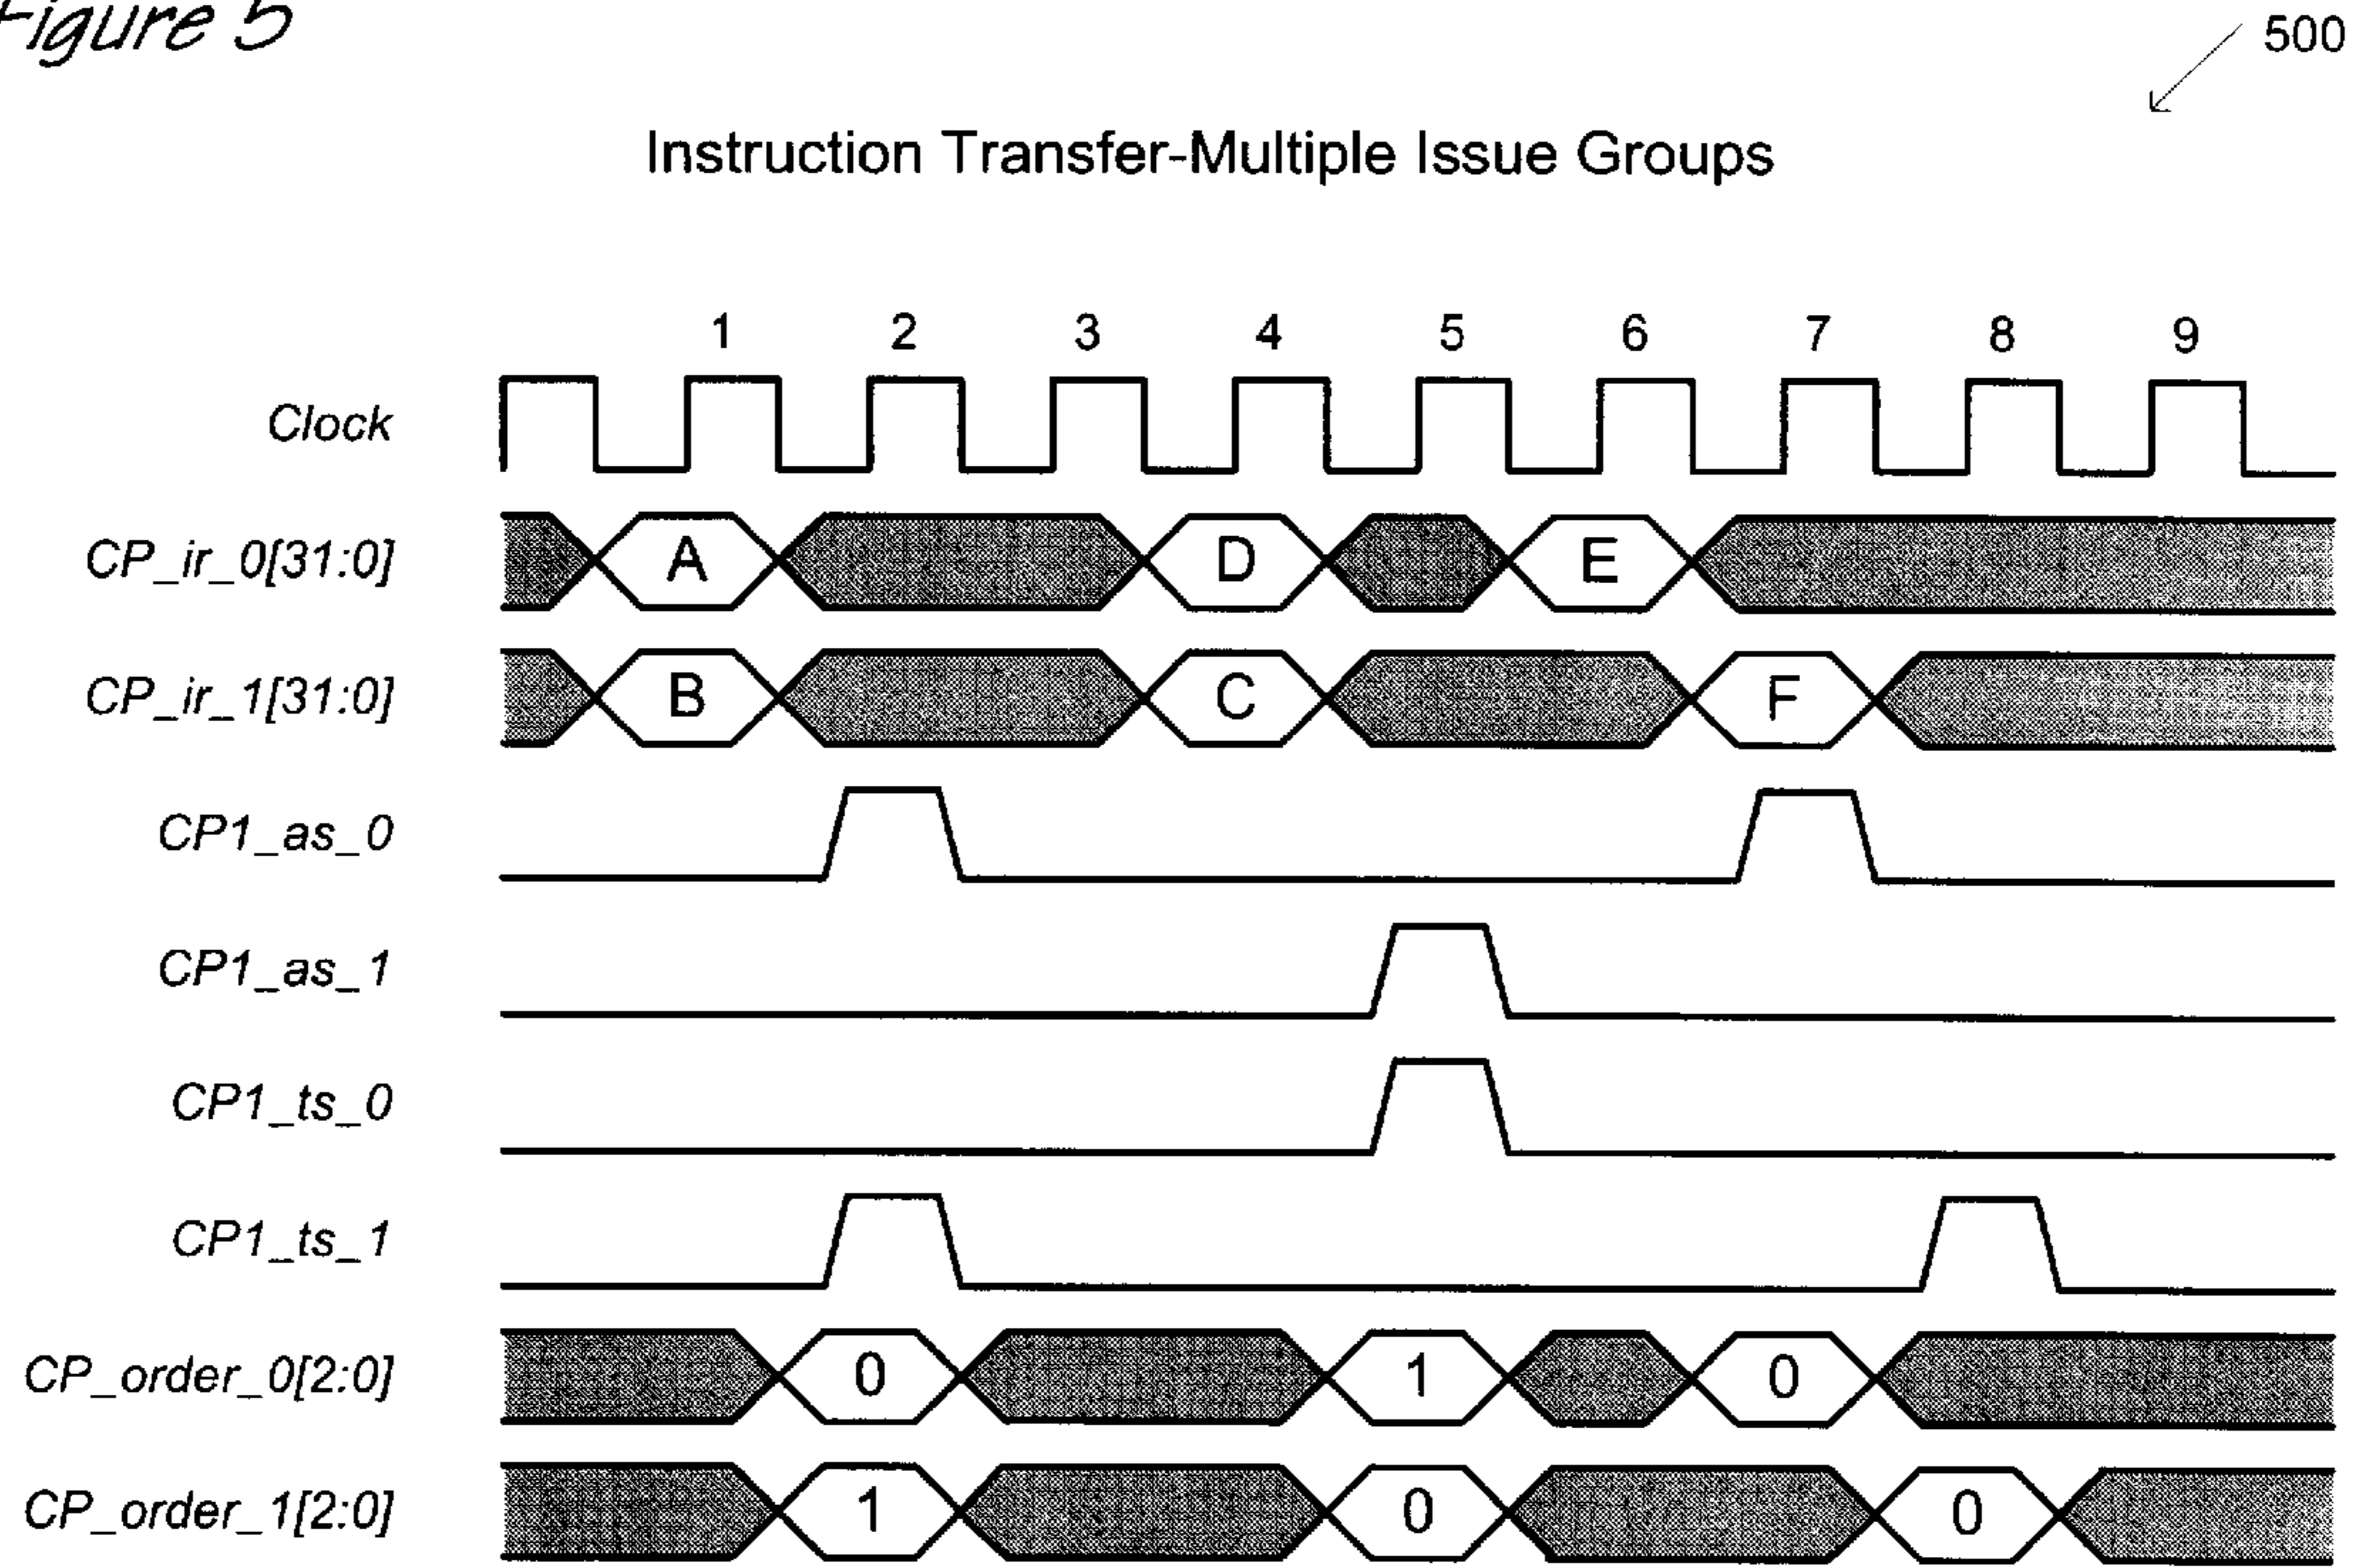 Figure 5
500
Instruction Transfer-Multiple Issue Groups
1 2 3 4 5 6 7 8 9
Clock
CP_ir_0[31:0] A D E
CP_ir_1[31:0] B C F
CP1_as_0
CP1_as_1
CP1_ts_0
CP1_ts_1
CP_order_0[2:0] 0 1 0
CP_order_1[2:0] 1 0 0